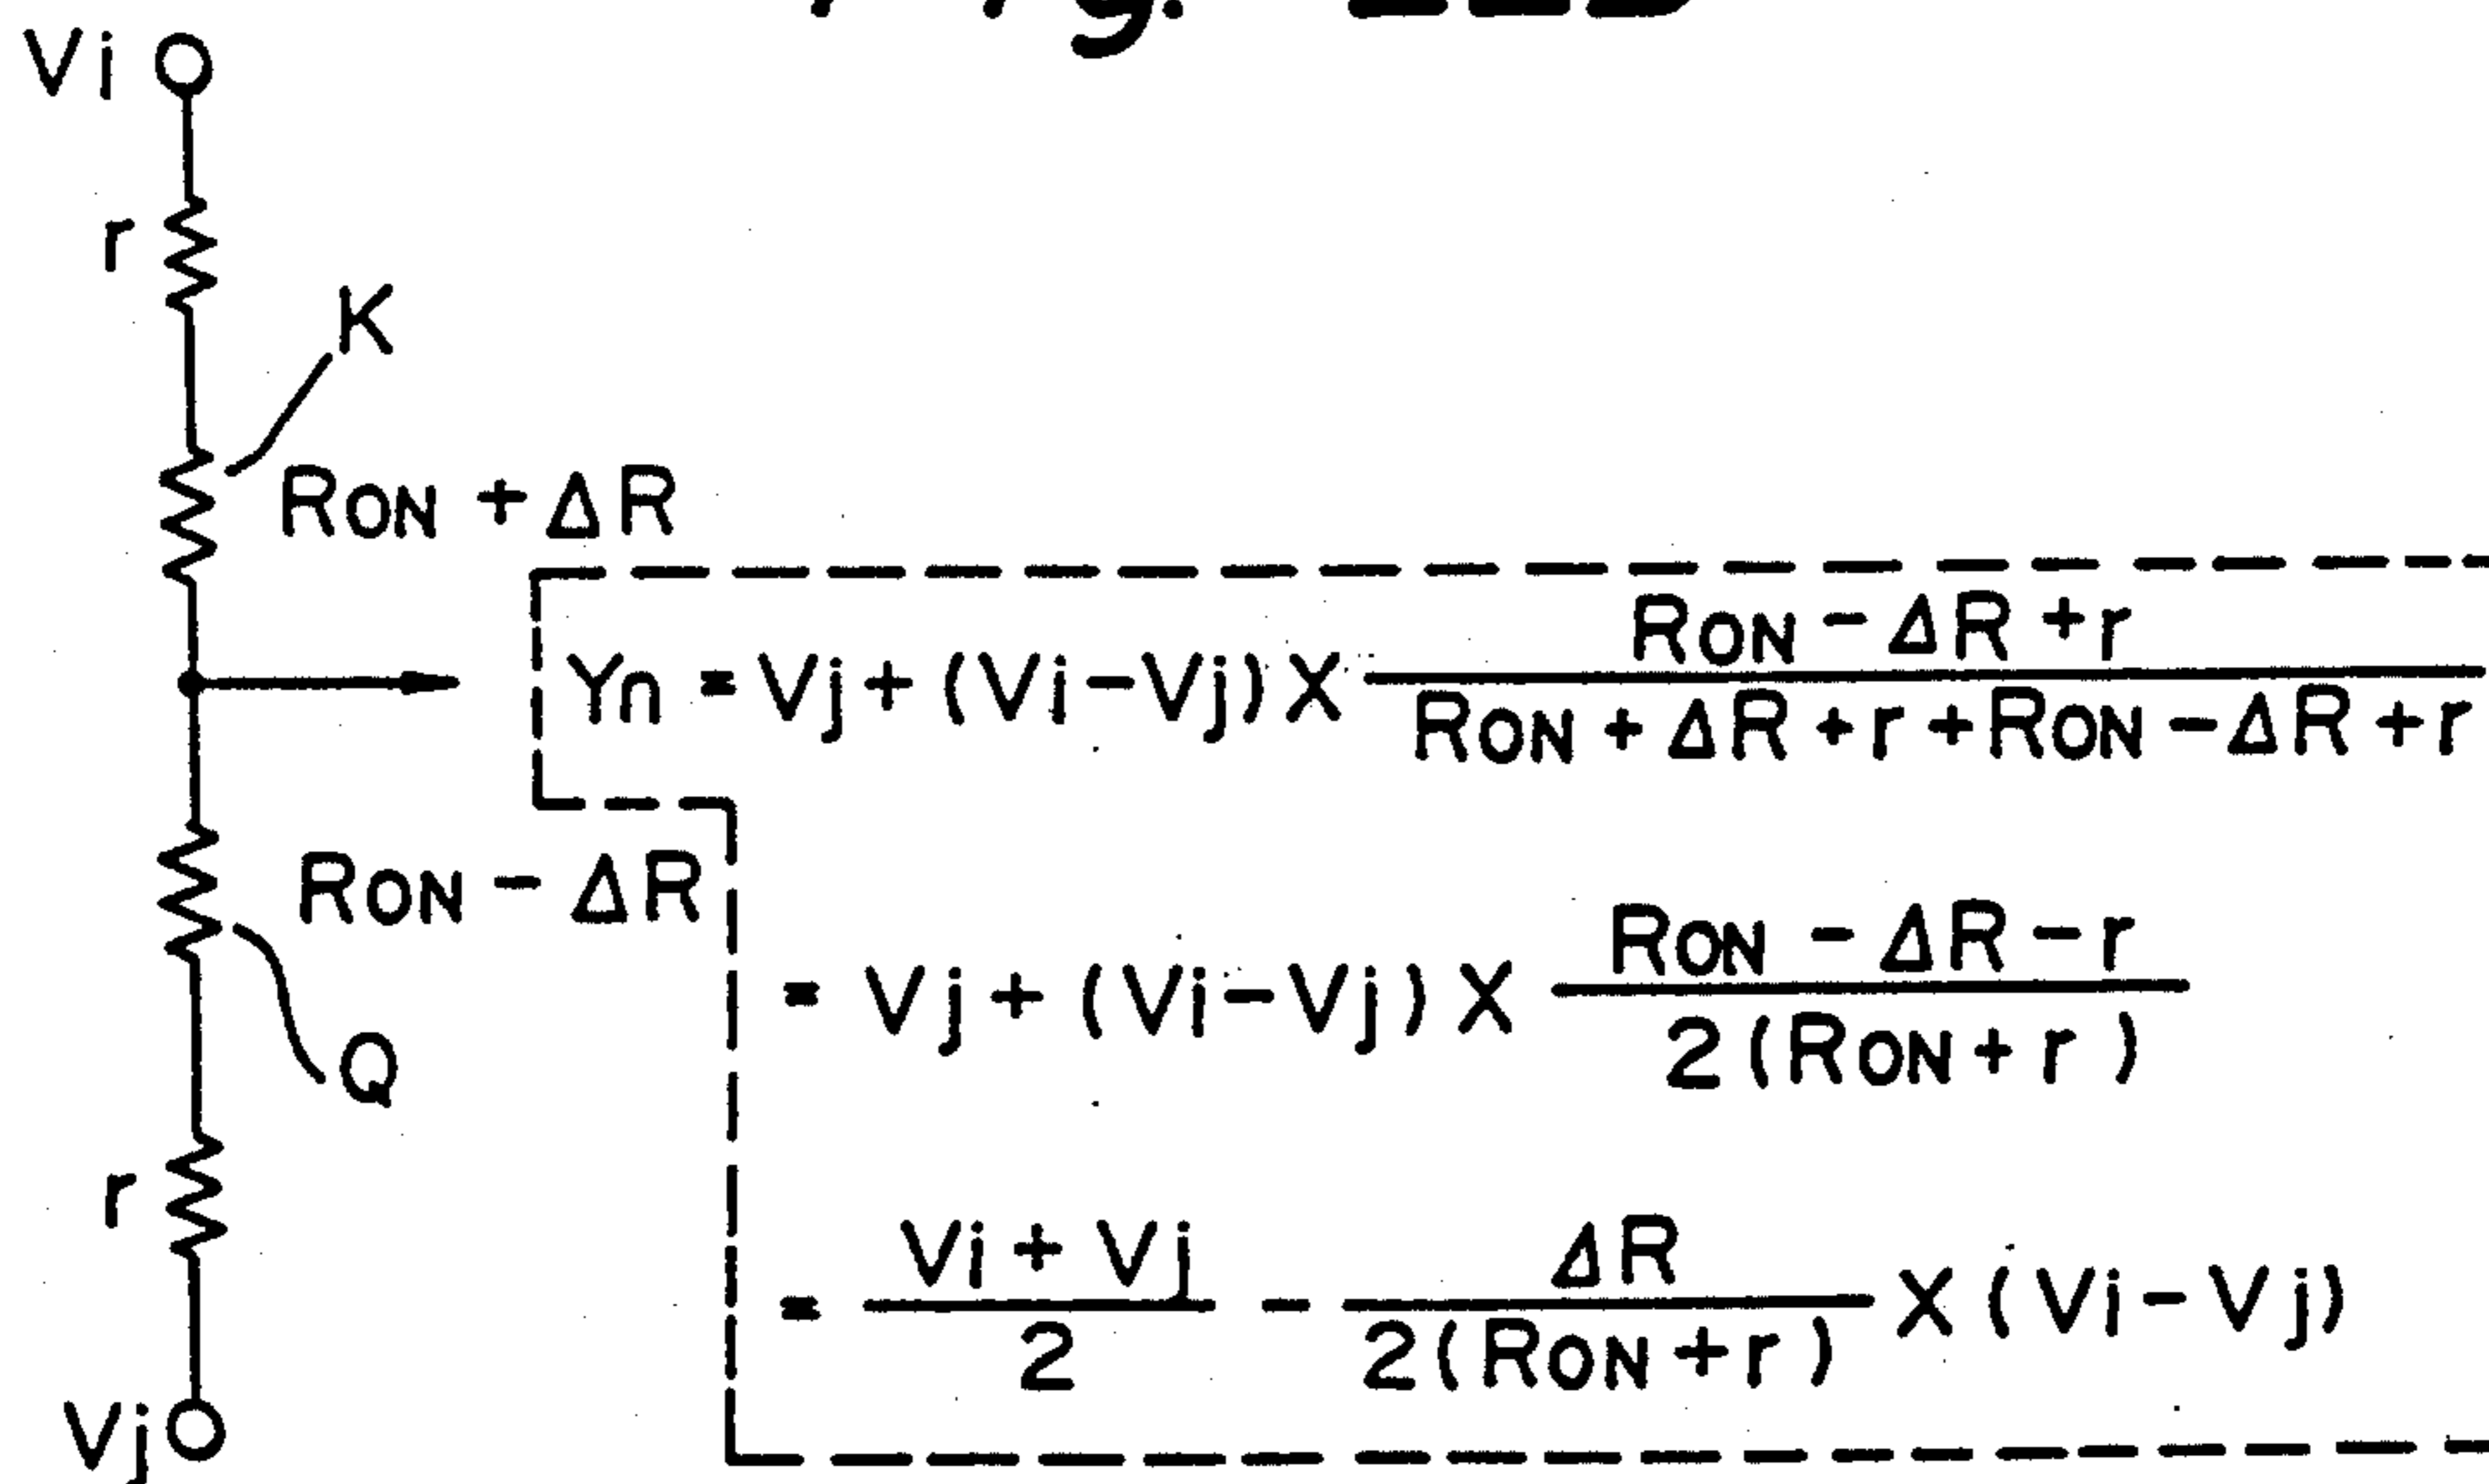 Vi
r
K
RON + ΔR
Yn = Vj + (Vi - Vj) X (RON - ΔR + r) / (RON + ΔR + r + RON - ΔR + r)
RON - ΔR
= Vj + (Vi - Vj) X (RON - ΔR - r) / 2(RON + r)
Q
r
= (Vi + Vj) / 2 - ΔR / 2(RON + r) X (Vi - Vj)
Vj